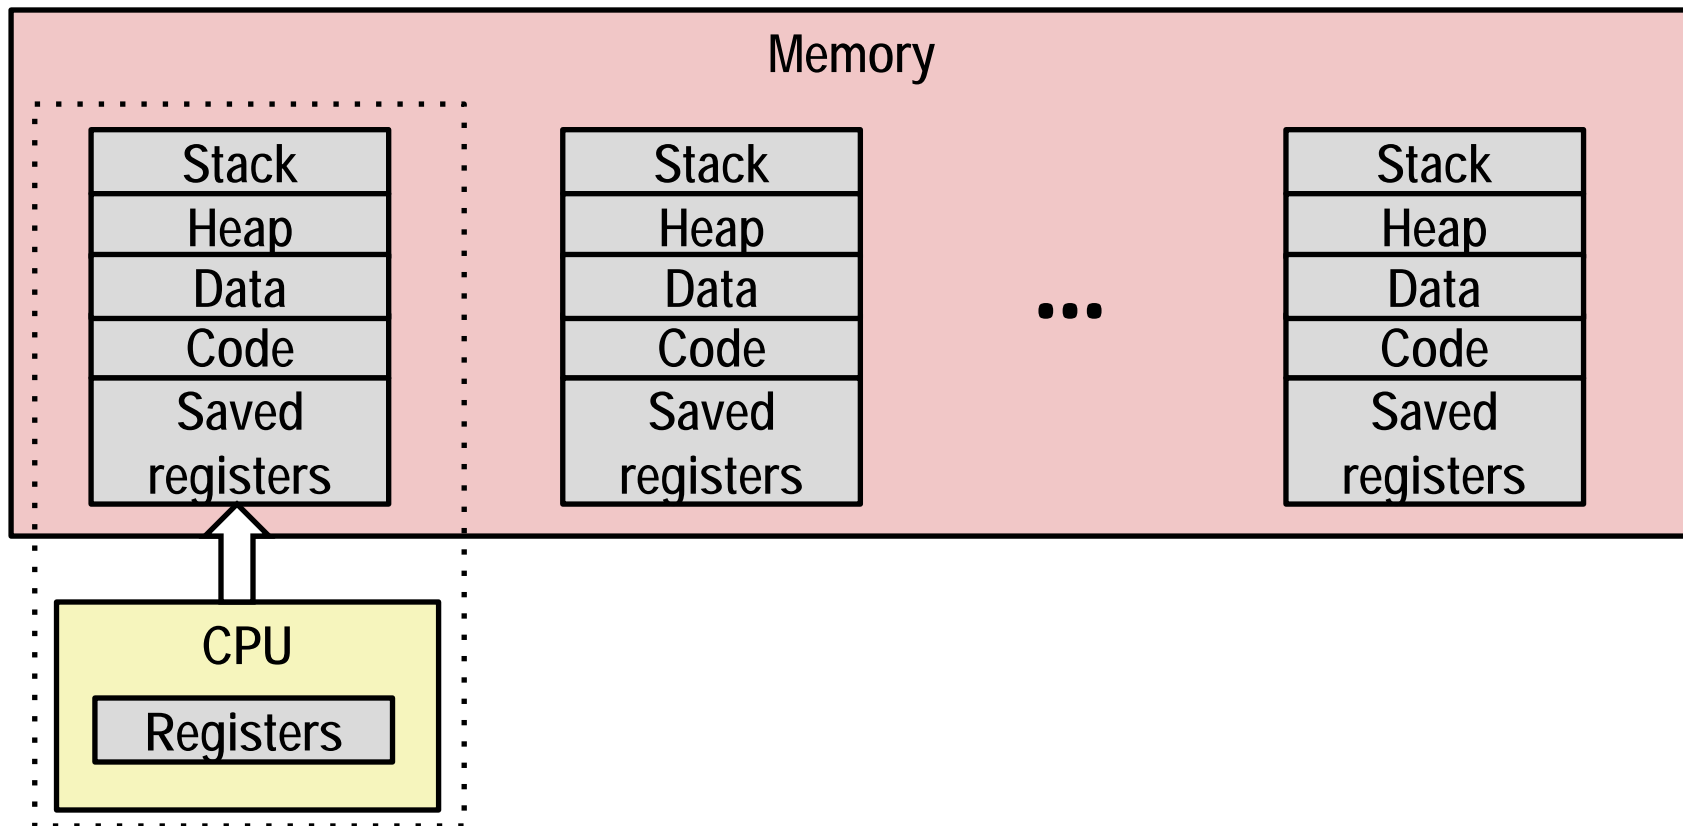 Memory
Stack
Heap
Data
Code
Saved
registers
Stack
Heap
Data
Code
Saved
registers
...
Stack
Heap
Data
Code
Saved
registers
CPU
Registers